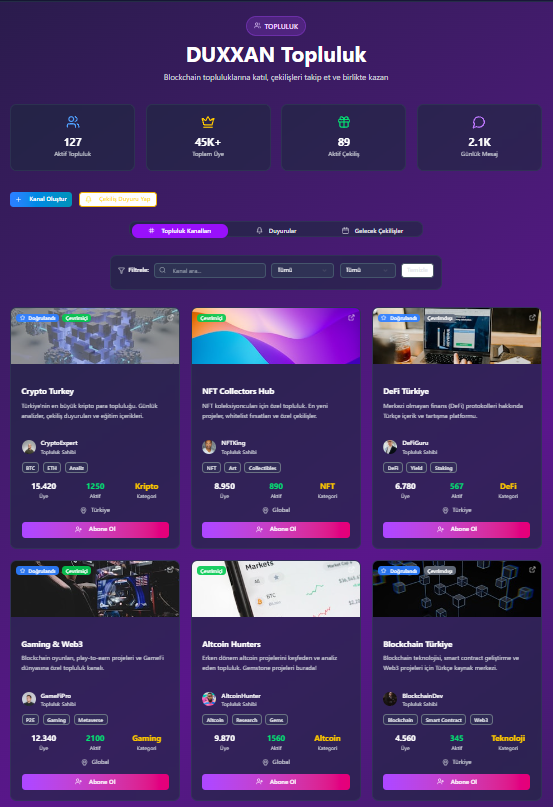 TOPLULUK
DUXXAN Topluluk
Blockchain topluluklarına katıl, çekilişleri takip et ve birlikte kazan
127
Aktif Topluluk
45K+
Toplam Üye
89
Aktif Çekiliş
2.1K
Günlük Mesaj
+ Kanal Oluştur
Çekiliş Duyuru Yap
# Topluluk Kanalları
Duyurular
Gelecek Çekilişler
Filtrele:
Kanal ara...
Tümü
Tümü
Temizle
Doğrulandı
Çevrimiçi
Crypto Turkey
Türkiye'nin en büyük kripto para topluluğu. Günlük
analizler, çekiliş duyuruları ve eğitim içerikleri.
CryptoExpert
Topluluk Sahibi
BTC ETH Analiz
15.420 1250 Kripto
Üye Aktif Kategori
Türkiye
Abone Ol
Çevrimiçi
NFT Collectors Hub
NFT koleksiyoncuları için özel topluluk. En yeni
projeler, whitelist fırsatları ve özel çekilişler.
NFTKing
Topluluk Sahibi
NFT Art Collectibles
8.950 890 NFT
Üye Aktif Kategori
Global
Abone Ol
Doğrulandı
Çevrimdışı
DeFi Türkiye
Merkezi olmayan finans (DeFi) protokolleri hakkında
Türkçe içerik ve tartışma platformu.
DeFiGuru
Topluluk Sahibi
DeFi Yield Staking
6.780 567 DeFi
Üye Aktif Kategori
Türkiye
Abone Ol
Doğrulandı
Çevrimiçi
Gaming & Web3
Blockchain oyunları, play-to-earn projeleri ve GameFi
dünyasına özel topluluk kanalı.
GameFiPro
Topluluk Sahibi
P2E Gaming Metaverse
12.340 2100 Gaming
Üye Aktif Kategori
Global
Abone Ol
Çevrimiçi
Markets
BTC
Altcoin Hunters
Erken dönem altcoin projelerini keşfeden ve analiz
eden topluluk. Gemstone projeleri burada!
AltcoinHunter
Topluluk Sahibi
Altcoin Research Gems
9.870 1560 Altcoin
Üye Aktif Kategori
Global
Abone Ol
Doğrulandı
Çevrimdışı
Blockchain Türkiye
Blockchain teknolojisi, smart contract geliştirme ve
Web3 projeleri için Türkçe kaynak merkezi.
BlockchainDev
Topluluk Sahibi
Blockchain Smart Contract Web3
4.560 345 Teknoloji
Üye Aktif Kategori
Türkiye
Abone Ol